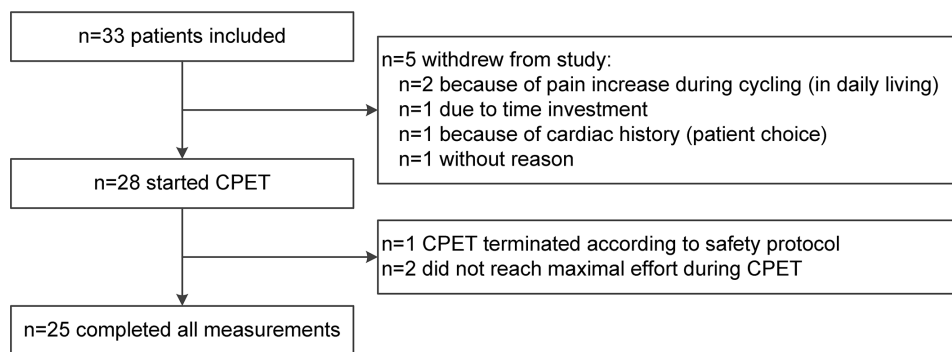 n=33 patients included
n=5 withdrew from study:
n=2 because of pain increase during cycling (in daily living)
n=1 due to time investment
n=1 because of cardiac history (patient choice)
n=1 without reason
n=28 started CPET
n=1 CPET terminated according to safety protocol
n=2 did not reach maximal effort during CPET
n=25 completed all measurements